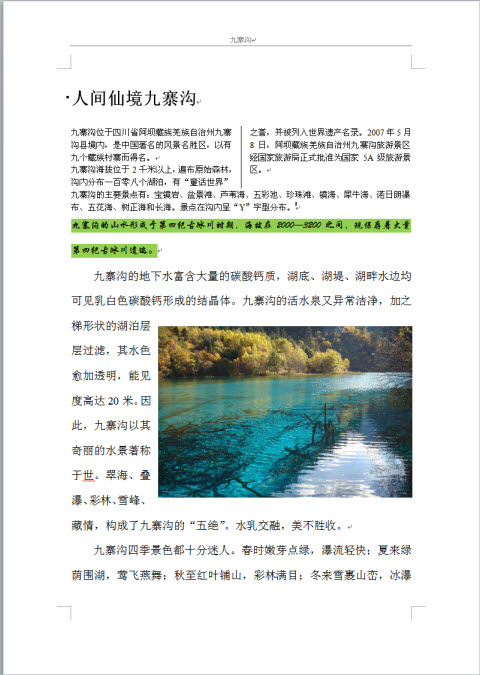 九寨沟
人间仙境九寨沟
九寨沟位于四川省阿坝藏族羌族自治州九寨
沟县境内，是中国著名的风景名胜区，以有
九个藏族村寨而得名。
九寨沟海拔位于 2 千米以上，遍布原始森林，
沟内分布一百零八个湖泊，有“童话世界”
之誉，并被列入世界遗产名录。2007 年 5 月
8 日，阿坝藏族羌族自治州九寨沟旅游景区
经国家旅游局正式批准为国家 5A 级旅游景
区。
九寨沟的主要景点有：宝镜岩、盆景滩、芦苇海、五彩池、珍珠滩、镜海、犀牛海、诺日朗瀑
布、五花海、树正海和长海。景点在沟内呈“Y”字型分布。
九寨沟的山水形成于第四纪古冰川时期，海拔在 2000—3200 之间，现保存着大量
第四纪古冰川遗迹。
九寨沟的地下水富含大量的碳酸钙质，湖底、湖堤、湖畔水边均
可见乳白色碳酸钙形成的结晶体。九寨沟的活水泉又异常洁净，加之
梯形状的湖泊层
层过滤，其水色
愈加透明，能见
度高达 20 米。因
此，九寨沟以其
奇丽的水景著称
于世。翠海、叠
瀑、彩林、雪峰、
藏情，构成了九寨沟的“五绝”。水乳交融，美不胜收。
九寨沟四季景色都十分迷人。春时嫩芽点绿，瀑流轻快；夏来绿
荫围湖，莺飞燕舞；秋至红叶铺山，彩林满目；冬来雪裹山峦，冰瀑